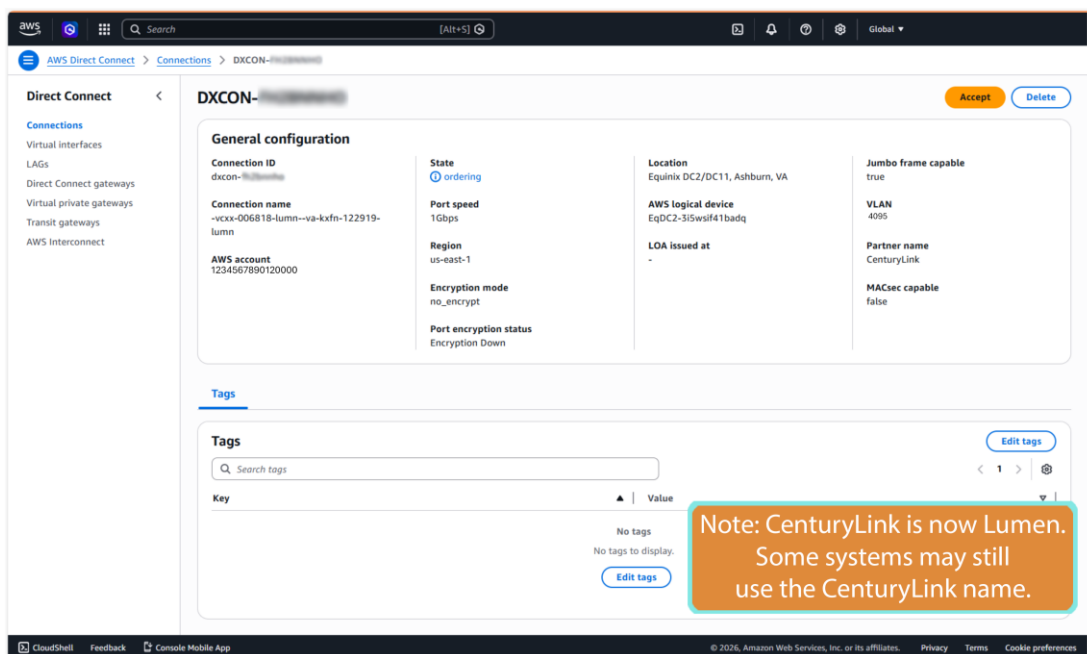 aws
Search [Alt+S]
Global
AWS Direct Connect > Connections > DXCON-
Direct Connect
Connections
Virtual interfaces
LAGs
Direct Connect gateways
Virtual private gateways
Transit gateways
AWS Interconnect
DXCON-
Accept
Delete
General configuration
Connection ID
dxcon-
Connection name
-vcxx-006818-lumn--va-kxfn-122919-
lumn
AWS account
1234567890120000
State
ordering
Port speed
1Gbps
Region
us-east-1
Encryption mode
no_encrypt
Port encryption status
Encryption Down
Location
Equinix DC2/DC11, Ashburn, VA
AWS logical device
EqDC2-3i5wsif41badq
LOA issued at
-
Jumbo frame capable
true
VLAN
4095
Partner name
CenturyLink
MACsec capable
false
Tags
Tags
Edit tags
Search tags
1
Key
Value
No tags
No tags to display.
Edit tags
Note: CenturyLink is now Lumen.
Some systems may still
use the CenturyLink name.
CloudShell Feedback Console Mobile App
© 2026, Amazon Web Services, Inc. or its affiliates. Privacy Terms Cookie preferences